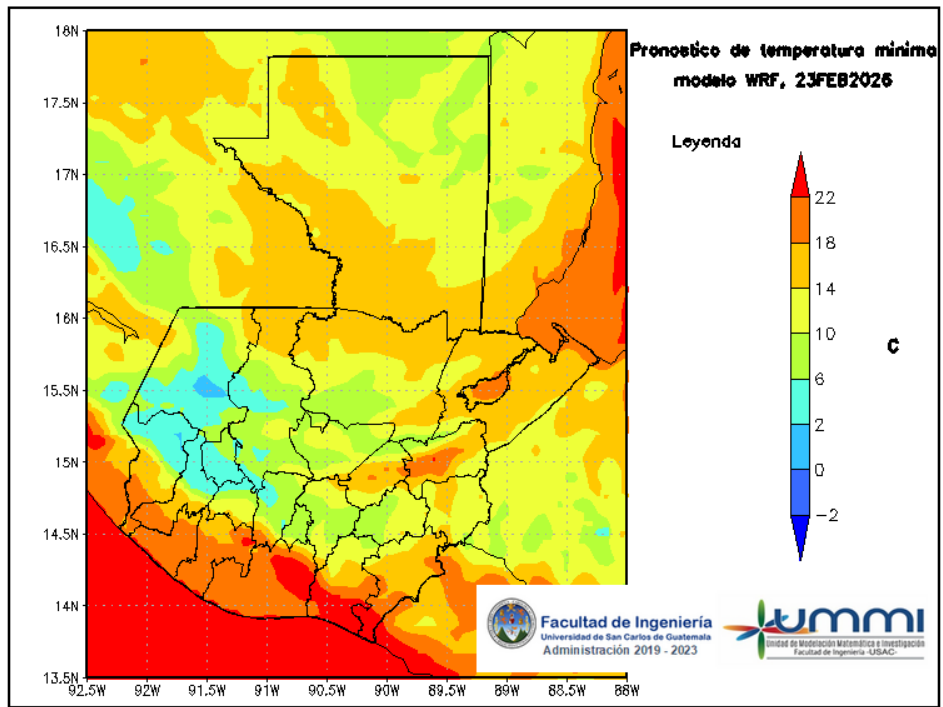 Pronostico de temperatura minima
modelo WRF, 23FEB2026
Leyenda
22
18
14
10
6
2
0
−2
C
18N
17.5N
17N
16.5N
16N
15.5N
15N
14.5N
14N
13.5N
92.5W
92W
91.5W
91W
90.5W
90W
89.5W
89W
88.5W
88W
Facultad de Ingeniería
Universidad de San Carlos de Guatemala
Administración 2019 - 2023
ummi
Unidad de Modelación Matemática e Investigación
Facultad de Ingeniería -USAC-